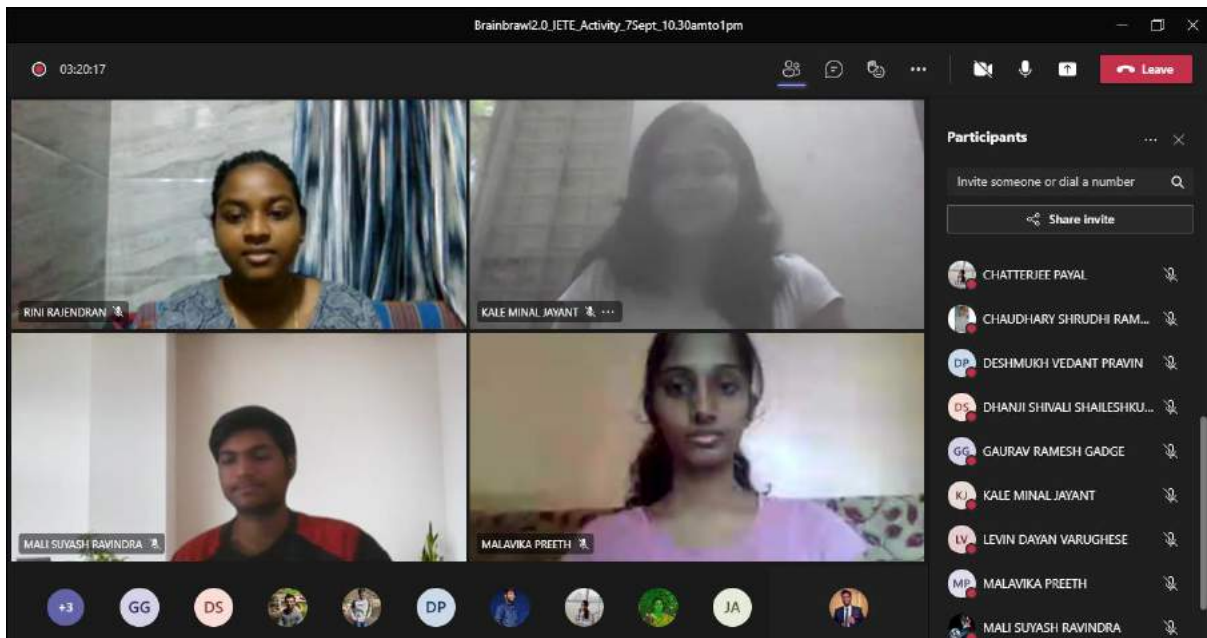 Brainbrawl2.0_IETE_Activity_7Sept_10.30amto1pm
03:20:17
Leave
RINI RAJENDRAN
KALE MINAL JAYANT
MALI SUYASH RAVINDRA
MALAVIKA PREETH
+3
GG
DS
DP
JA
Participants
Invite someone or dial a number
Share invite
CHATTERJEE PAYAL
CHAUDHARY SHRUDHI RAM...
DP DESHMUKH VEDANT PRAVIN
DS DHANJI SHIVALI SHAILESHKU...
GG GAURAV RAMESH GADGE
KJ KALE MINAL JAYANT
LV LEVIN DAYAN VARUGHESE
MP MALAVIKA PREETH
MALI SUYASH RAVINDRA